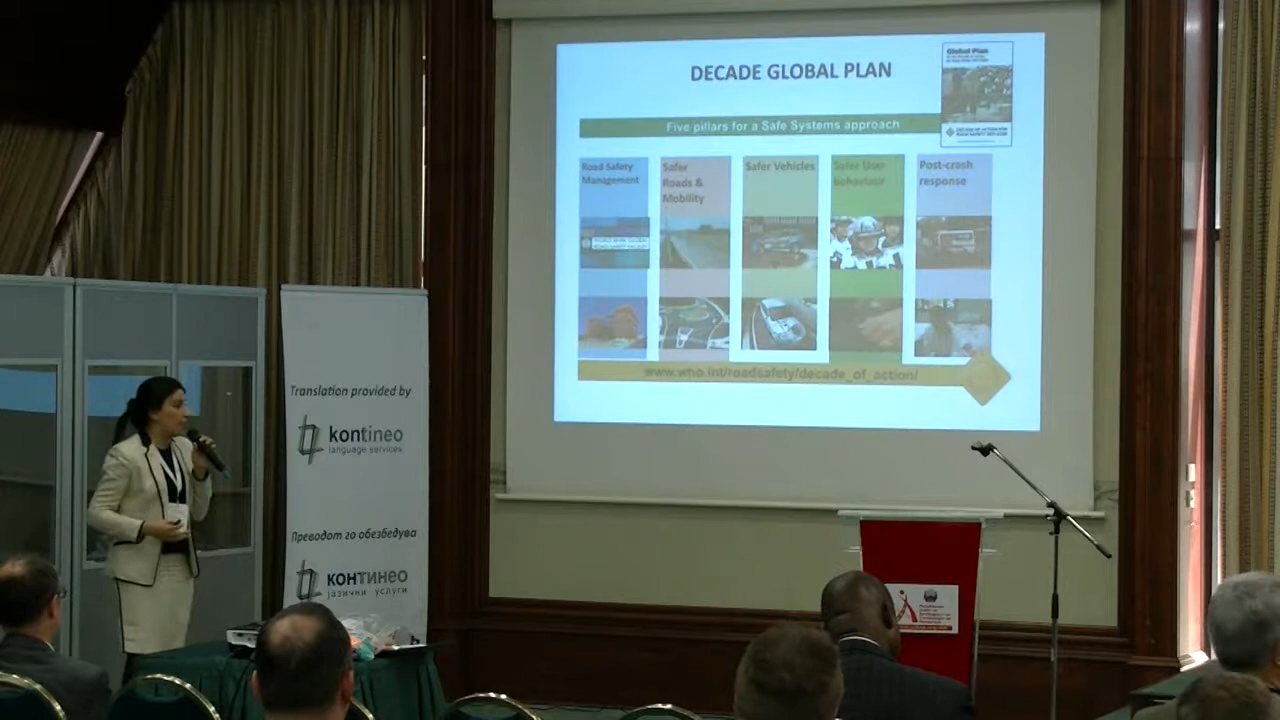 DECADE GLOBAL PLAN
Global Plan
Five pillars for a Safe Systems approach
Road Safety
Management
Safer
Roads &
Mobility
Safer Vehicles
Safer User
behaviour
Post-crash
response
www.who.int/roadsafety/decade_of_action/
Translation provided by
kontineo
language services
Преводот го обезбедува
континео
јазични услуги